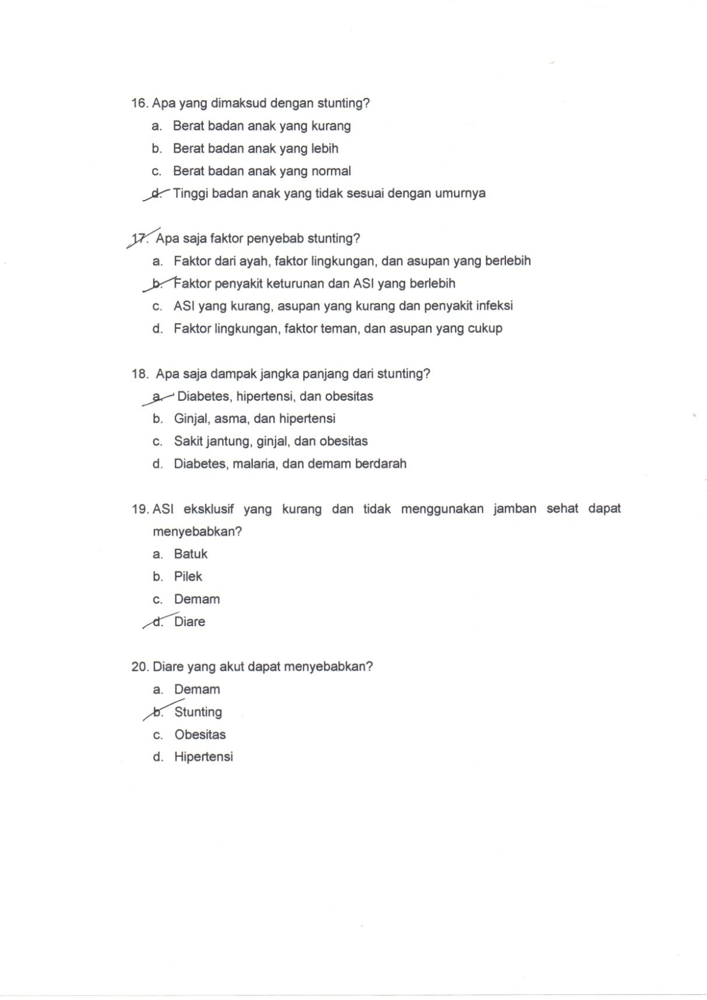 16. Apa yang dimaksud dengan stunting?
a. Berat badan anak yang kurang
b. Berat badan anak yang lebih
c. Berat badan anak yang normal
d. Tinggi badan anak yang tidak sesuai dengan umurnya
17. Apa saja faktor penyebab stunting?
a. Faktor dari ayah, faktor lingkungan, dan asupan yang berlebih
b. Faktor penyakit keturunan dan ASI yang berlebih
c. ASI yang kurang, asupan yang kurang dan penyakit infeksi
d. Faktor lingkungan, faktor teman, dan asupan yang cukup
18. Apa saja dampak jangka panjang dari stunting?
a. Diabetes, hipertensi, dan obesitas
b. Ginjal, asma, dan hipertensi
c. Sakit jantung, ginjal, dan obesitas
d. Diabetes, malaria, dan demam berdarah
19. ASI eksklusif yang kurang dan tidak menggunakan jamban sehat dapat
menyebabkan?
a. Batuk
b. Pilek
c. Demam
d. Diare
20. Diare yang akut dapat menyebabkan?
a. Demam
b. Stunting
c. Obesitas
d. Hipertensi